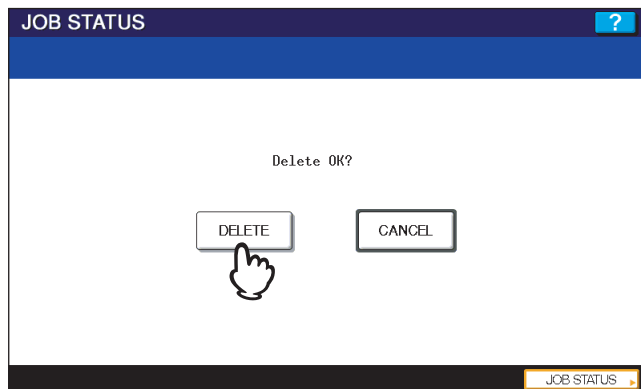 JOB STATUS ?
Delete OK?
DELETE CANCEL
JOB STATUS